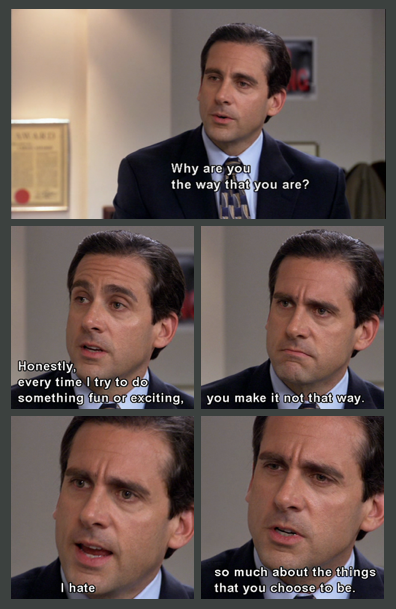 AWARD
Why are you
the way that you are?
Honestly,
every time I try to do
something fun or exciting,
you make it not that way.
I hate
so much about the things
that you choose to be.